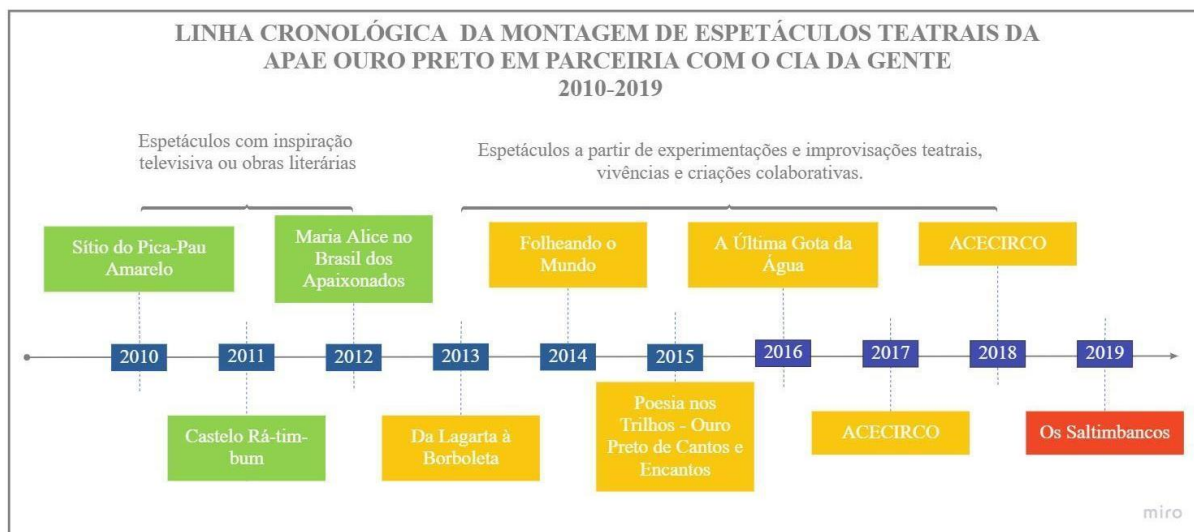 LINHA CRONOLÓGICA DA MONTAGEM DE ESPETÁCULOS TEATRAIS DA
APAE OURO PRETO EM PARCEIRIA COM O CIA DA GENTE
2010-2019
Espetáculos com inspiração
televisiva ou obras literárias
Espetáculos a partir de experimentações e improvisações teatrais,
vivências e criações colaborativas.
Sítio do Pica-Pau
Amarelo
Maria Alice no
Brasil dos
Apaixonados
Folheando o
Mundo
A Última Gota da
Água
ACECIRCO
2010
2011
2012
2013
2014
2015
2016
2017
2018
2019
Castelo Rá-tim-
bum
Da Lagarta à
Borboleta
Poesia nos
Trilhos - Ouro
Preto de Cantos e
Encantos
ACECIRCO
Os Saltimbancos
miro